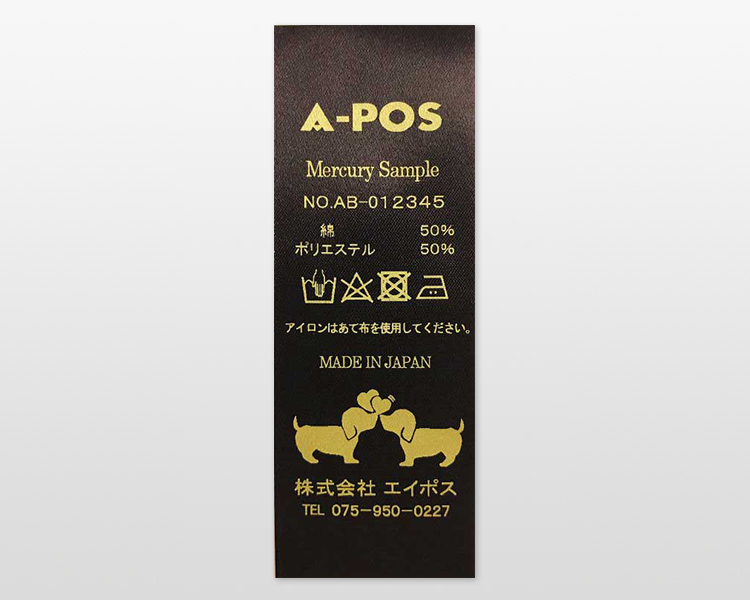 A-POS
Mercury Sample
NO.AB-012345
綿 50%
ポリエステル 50%
アイロンはあて布を使用してください。
MADE IN JAPAN
株式会社 エイポス
TEL 075-950-0227